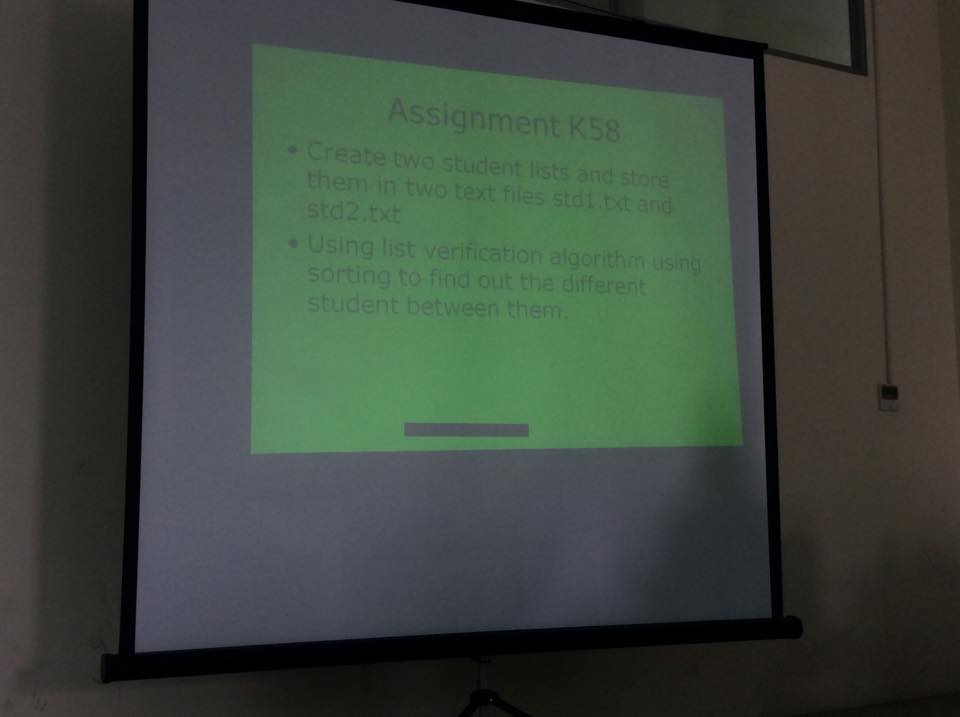 Assignment K58
• Create two student lists and store
them in two text files std1.txt and
std2.txt
• Using list verification algorithm using
sorting to find out the different
student between them.